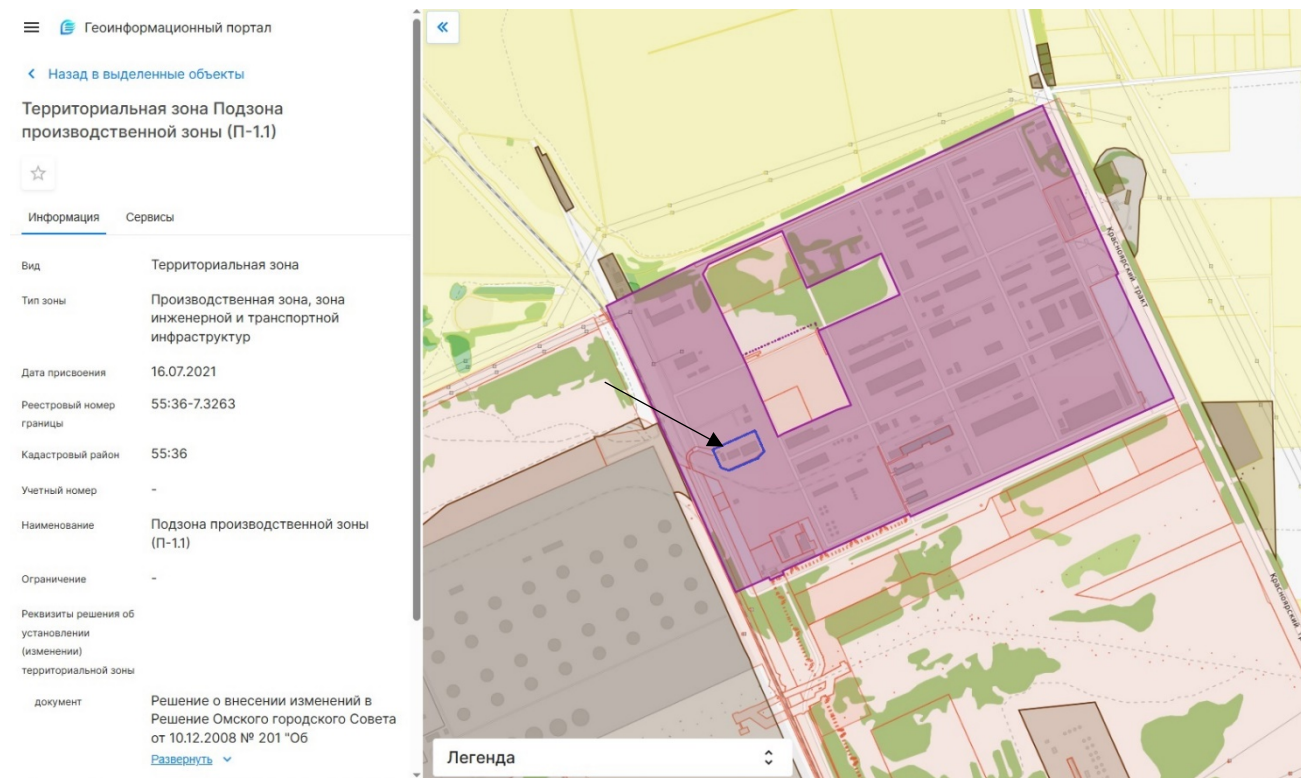 Геоинформационный портал
Назад в выделенные объекты
Территориальная зона Подзона
производственной зоны (П-1.1)
Информация Сервисы
Вид Территориальная зона
Тип зоны Производственная зона, зона
инженерной и транспортной
инфраструктур
Дата присвоения 16.07.2021
Реестровый номер 55:36-7.3263
границы
Кадастровый район 55:36
Учетный номер -
Наименование Подзона производственной зоны
(П-1.1)
Ограничение -
Реквизиты решения об
установлении
(изменении)
территориальной зоны
документ Решение о внесении изменений в
Решение Омского городского Совета
от 10.12.2008 № 201 "Об
Развернуть
Красноярский тракт
Красноярский
Легенда